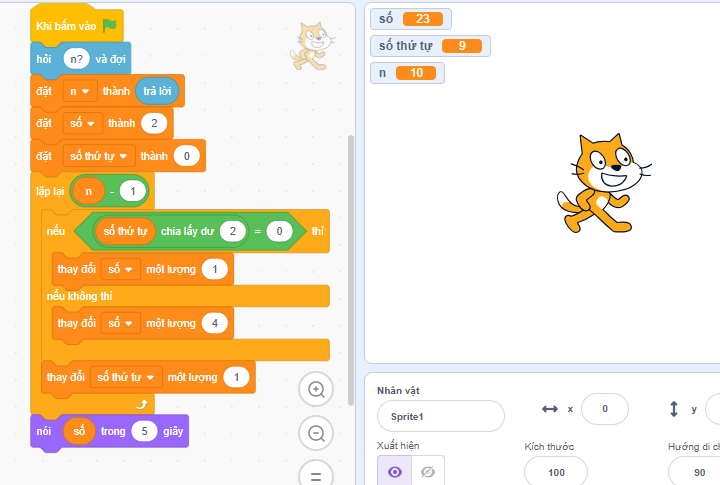 Khi bấm vào
hỏi n? và đợi
đặt n thành trả lời
đặt số thành 2
đặt số thứ tự thành 0
lặp lại n - 1
nếu số thứ tự chia lấy dư 2 = 0 thì
thay đổi số một lượng 1
nếu không thì
thay đổi số một lượng 4
thay đổi số thứ tự một lượng 1
nói số trong 5 giây
số 23
số thứ tự 9
n 10
Nhân vật
Sprite1
x 0
y
Xuất hiện
Kích thước
100
Hướng di ch
90